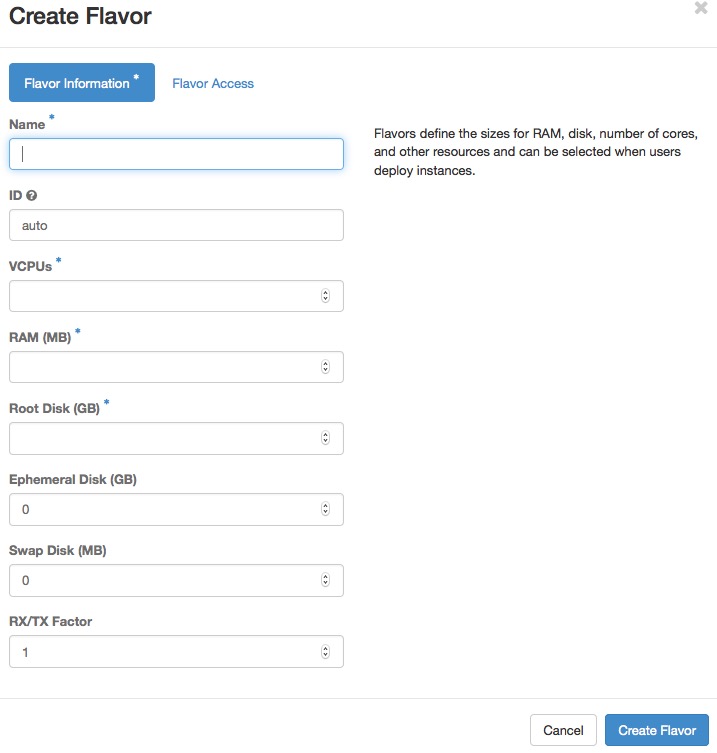 Create Flavor
Flavor Information *
Flavor Access
Name *
Flavors define the sizes for RAM, disk, number of cores,
and other resources and can be selected when users
deploy instances.
ID
auto
VCPUs *
RAM (MB) *
Root Disk (GB) *
Ephemeral Disk (GB)
0
Swap Disk (MB)
0
RX/TX Factor
1
Cancel
Create Flavor